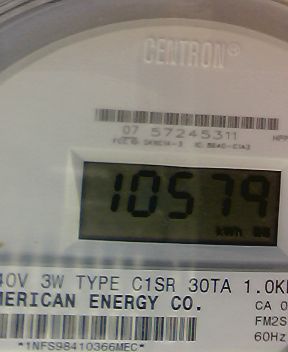 CENTRON®
07 57245311
10579
kWh
40V 3W TYPE C1SR 30TA 1.0K
MERICAN ENERGY CO.
CA 0
FM2S
60Hz
*1NFS98410366MEC*